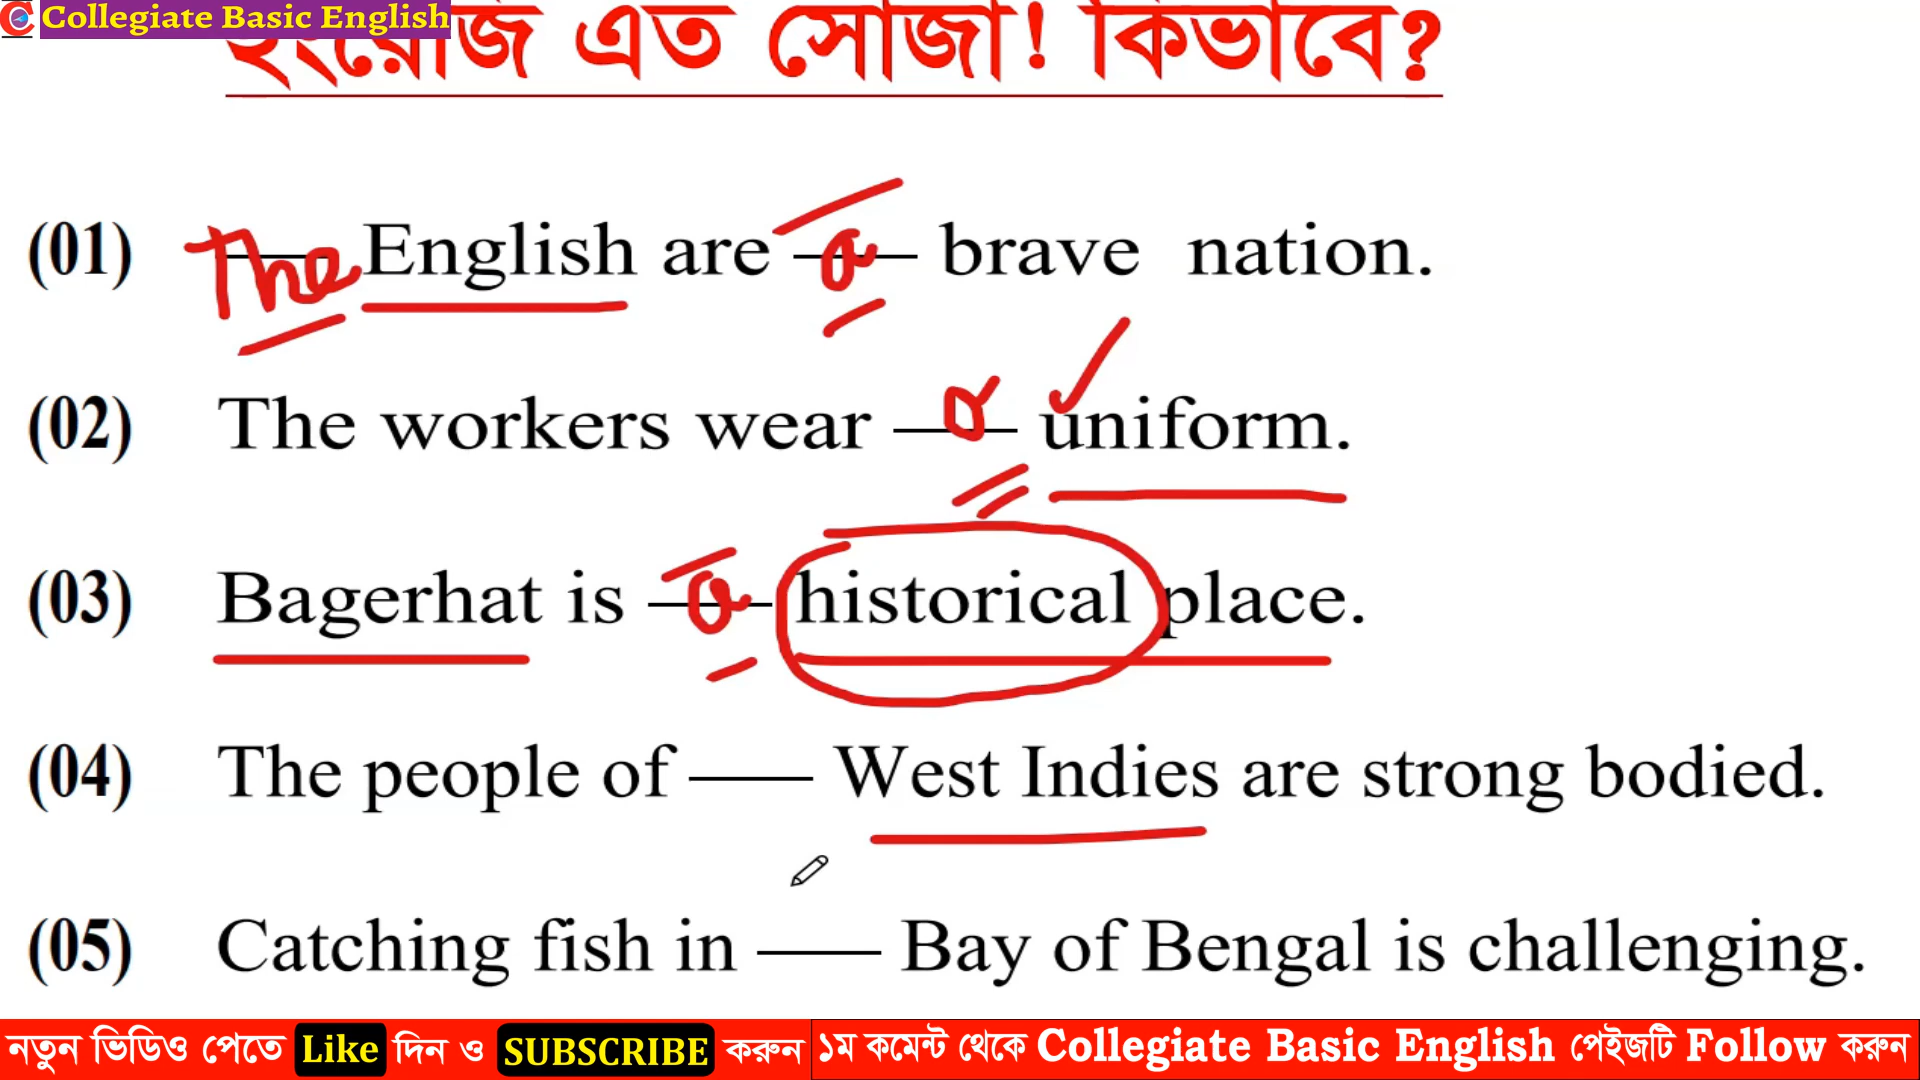 Collegiate Basic English
ইংরেজি এত সোজা! কিভাবে?
(01) The English are a brave nation.
(02) The workers wear a uniform.
(03) Bagerhat is a historical place.
(04) The people of ___ West Indies are strong bodied.
(05) Catching fish in ___ Bay of Bengal is challenging.
নতুন ভিডিও পেতে Like দিন ও SUBSCRIBE করুন ১ম কমেন্ট থেকে Collegiate Basic English পেইজটি Follow করুন